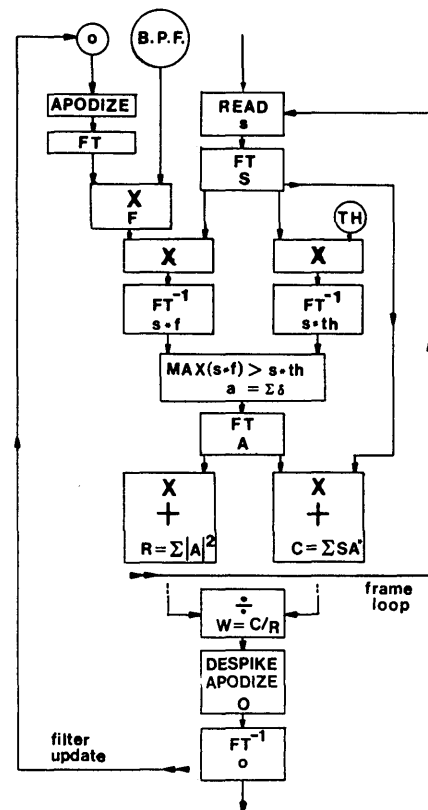 o
B.P.F.
APODIZE
READ
s
FT
FT
S
X
F
TH
X
X
FT⁻¹
s*f
FT⁻¹
s*th
MAX(s*f) > s*th
a = Σδ
FT
A
X
+
R = Σ|A|²
X
+
C = ΣSA*
frame
loop
÷
W = C/R
DESPIKE
APODIZE
O
filter
update
FT⁻¹
o